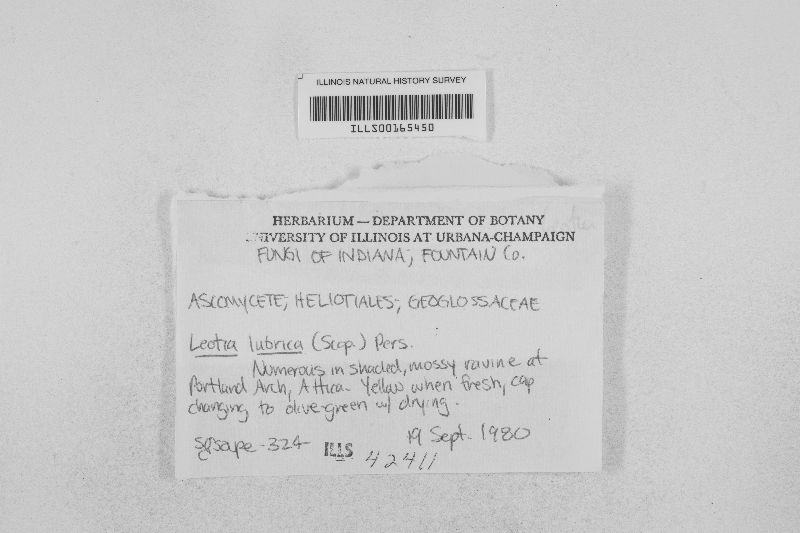 ILLINOIS NATURAL HISTORY SURVEY
ILLS00165450
HERBARIUM — DEPARTMENT OF BOTANY
UNIVERSITY OF ILLINOIS AT URBANA-CHAMPAIGN
FUNGI OF INDIANA; FOUNTAIN Co.
ASCOMYCETE; HELIOTIALES; GEOGLOSSACEAE
Leotia lubrica (Scop.) Pers.
Numerous in shaded, mossy ravine at
Portland Arch, Attica. Yellow when fresh, cap
changing to olive-green w/ drying.
-324- 19 Sept. 1980
ILLS 42411